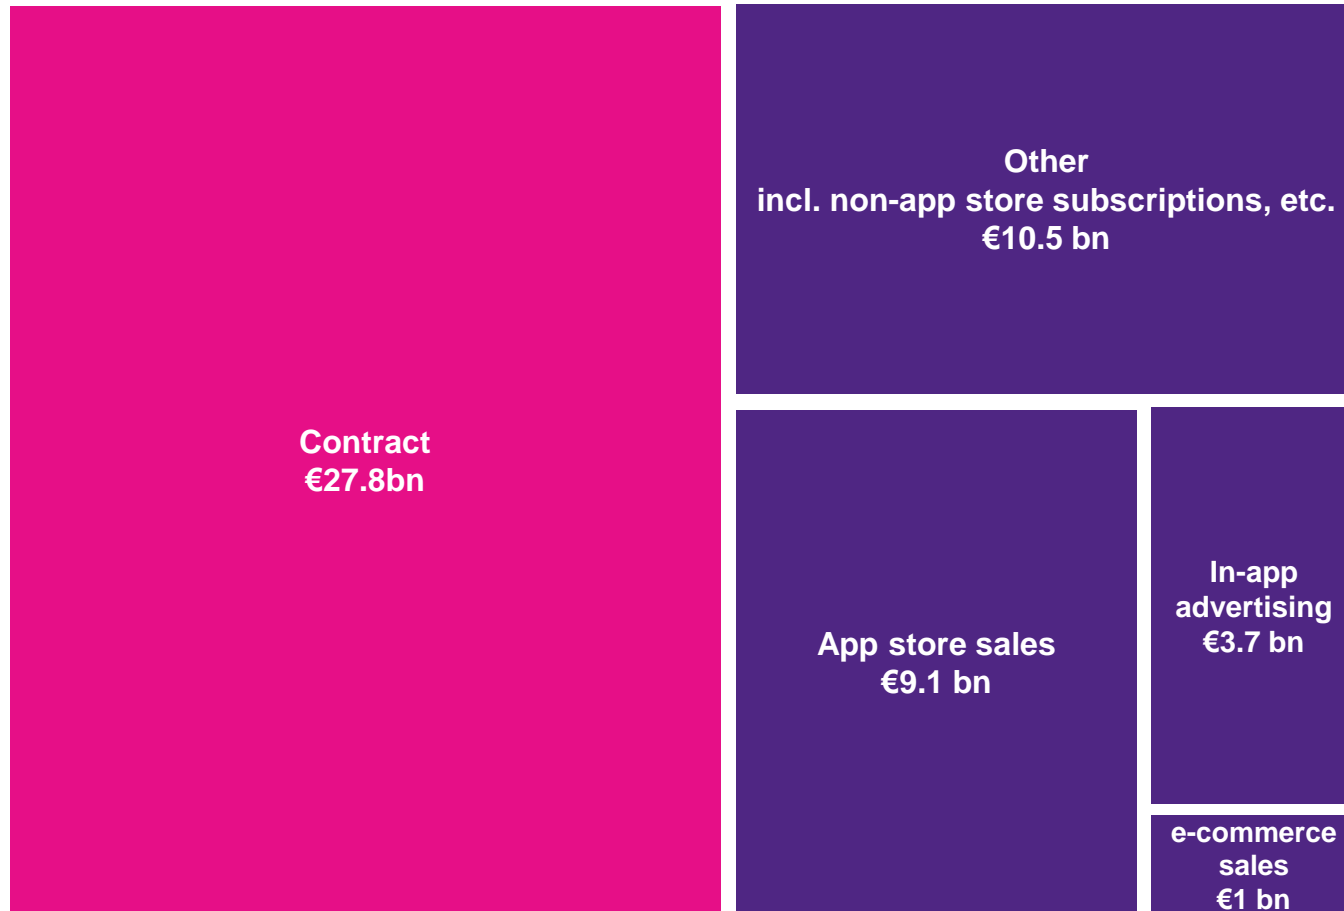 Contract
€27.8bn
Other
incl. non-app store subscriptions, etc.
€10.5 bn
App store sales
€9.1 bn
In-app
advertising
€3.7 bn
e-commerce
sales
€1 bn